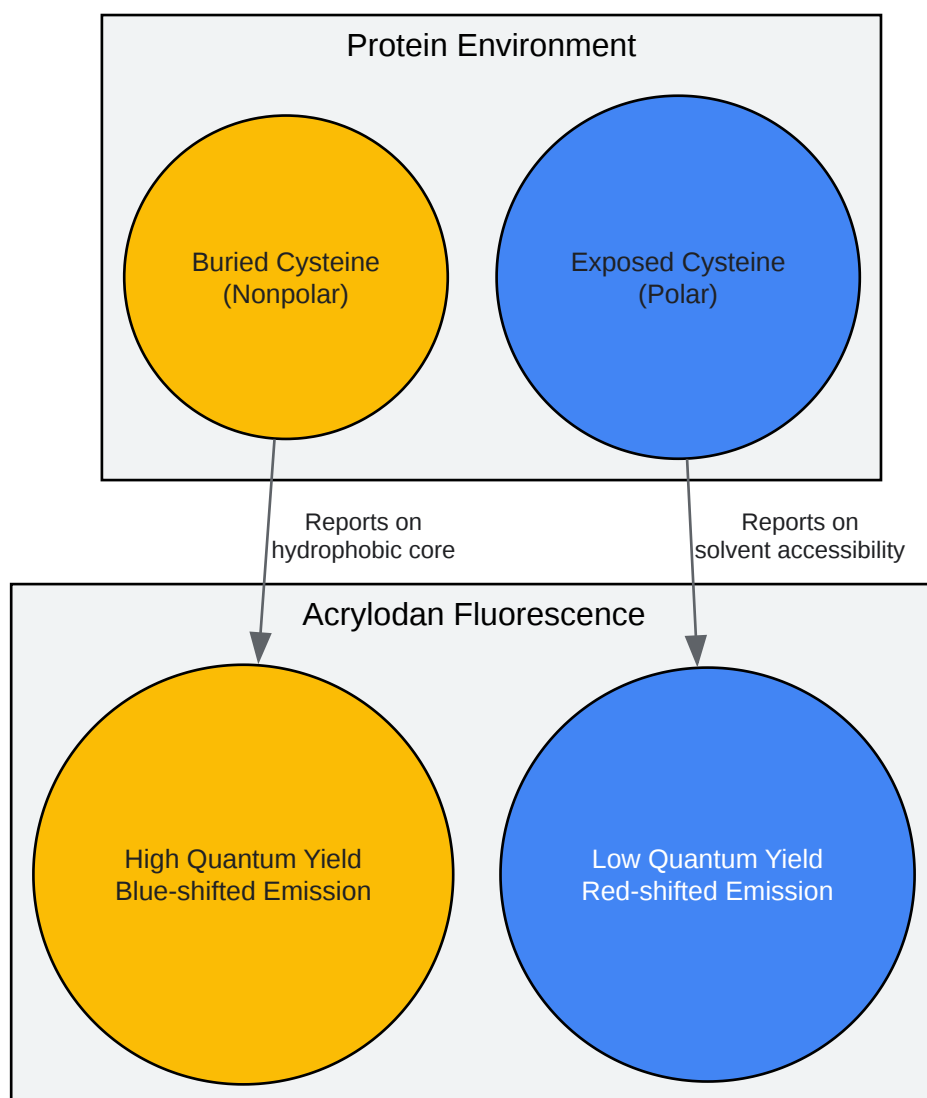 Protein Environment
Buried Cysteine
(Nonpolar)
Exposed Cysteine
(Polar)
Reports on
hydrophobic core
Reports on
solvent accessibility
Acrylodan Fluorescence
High Quantum Yield
Blue-shifted Emission
Low Quantum Yield
Red-shifted Emission